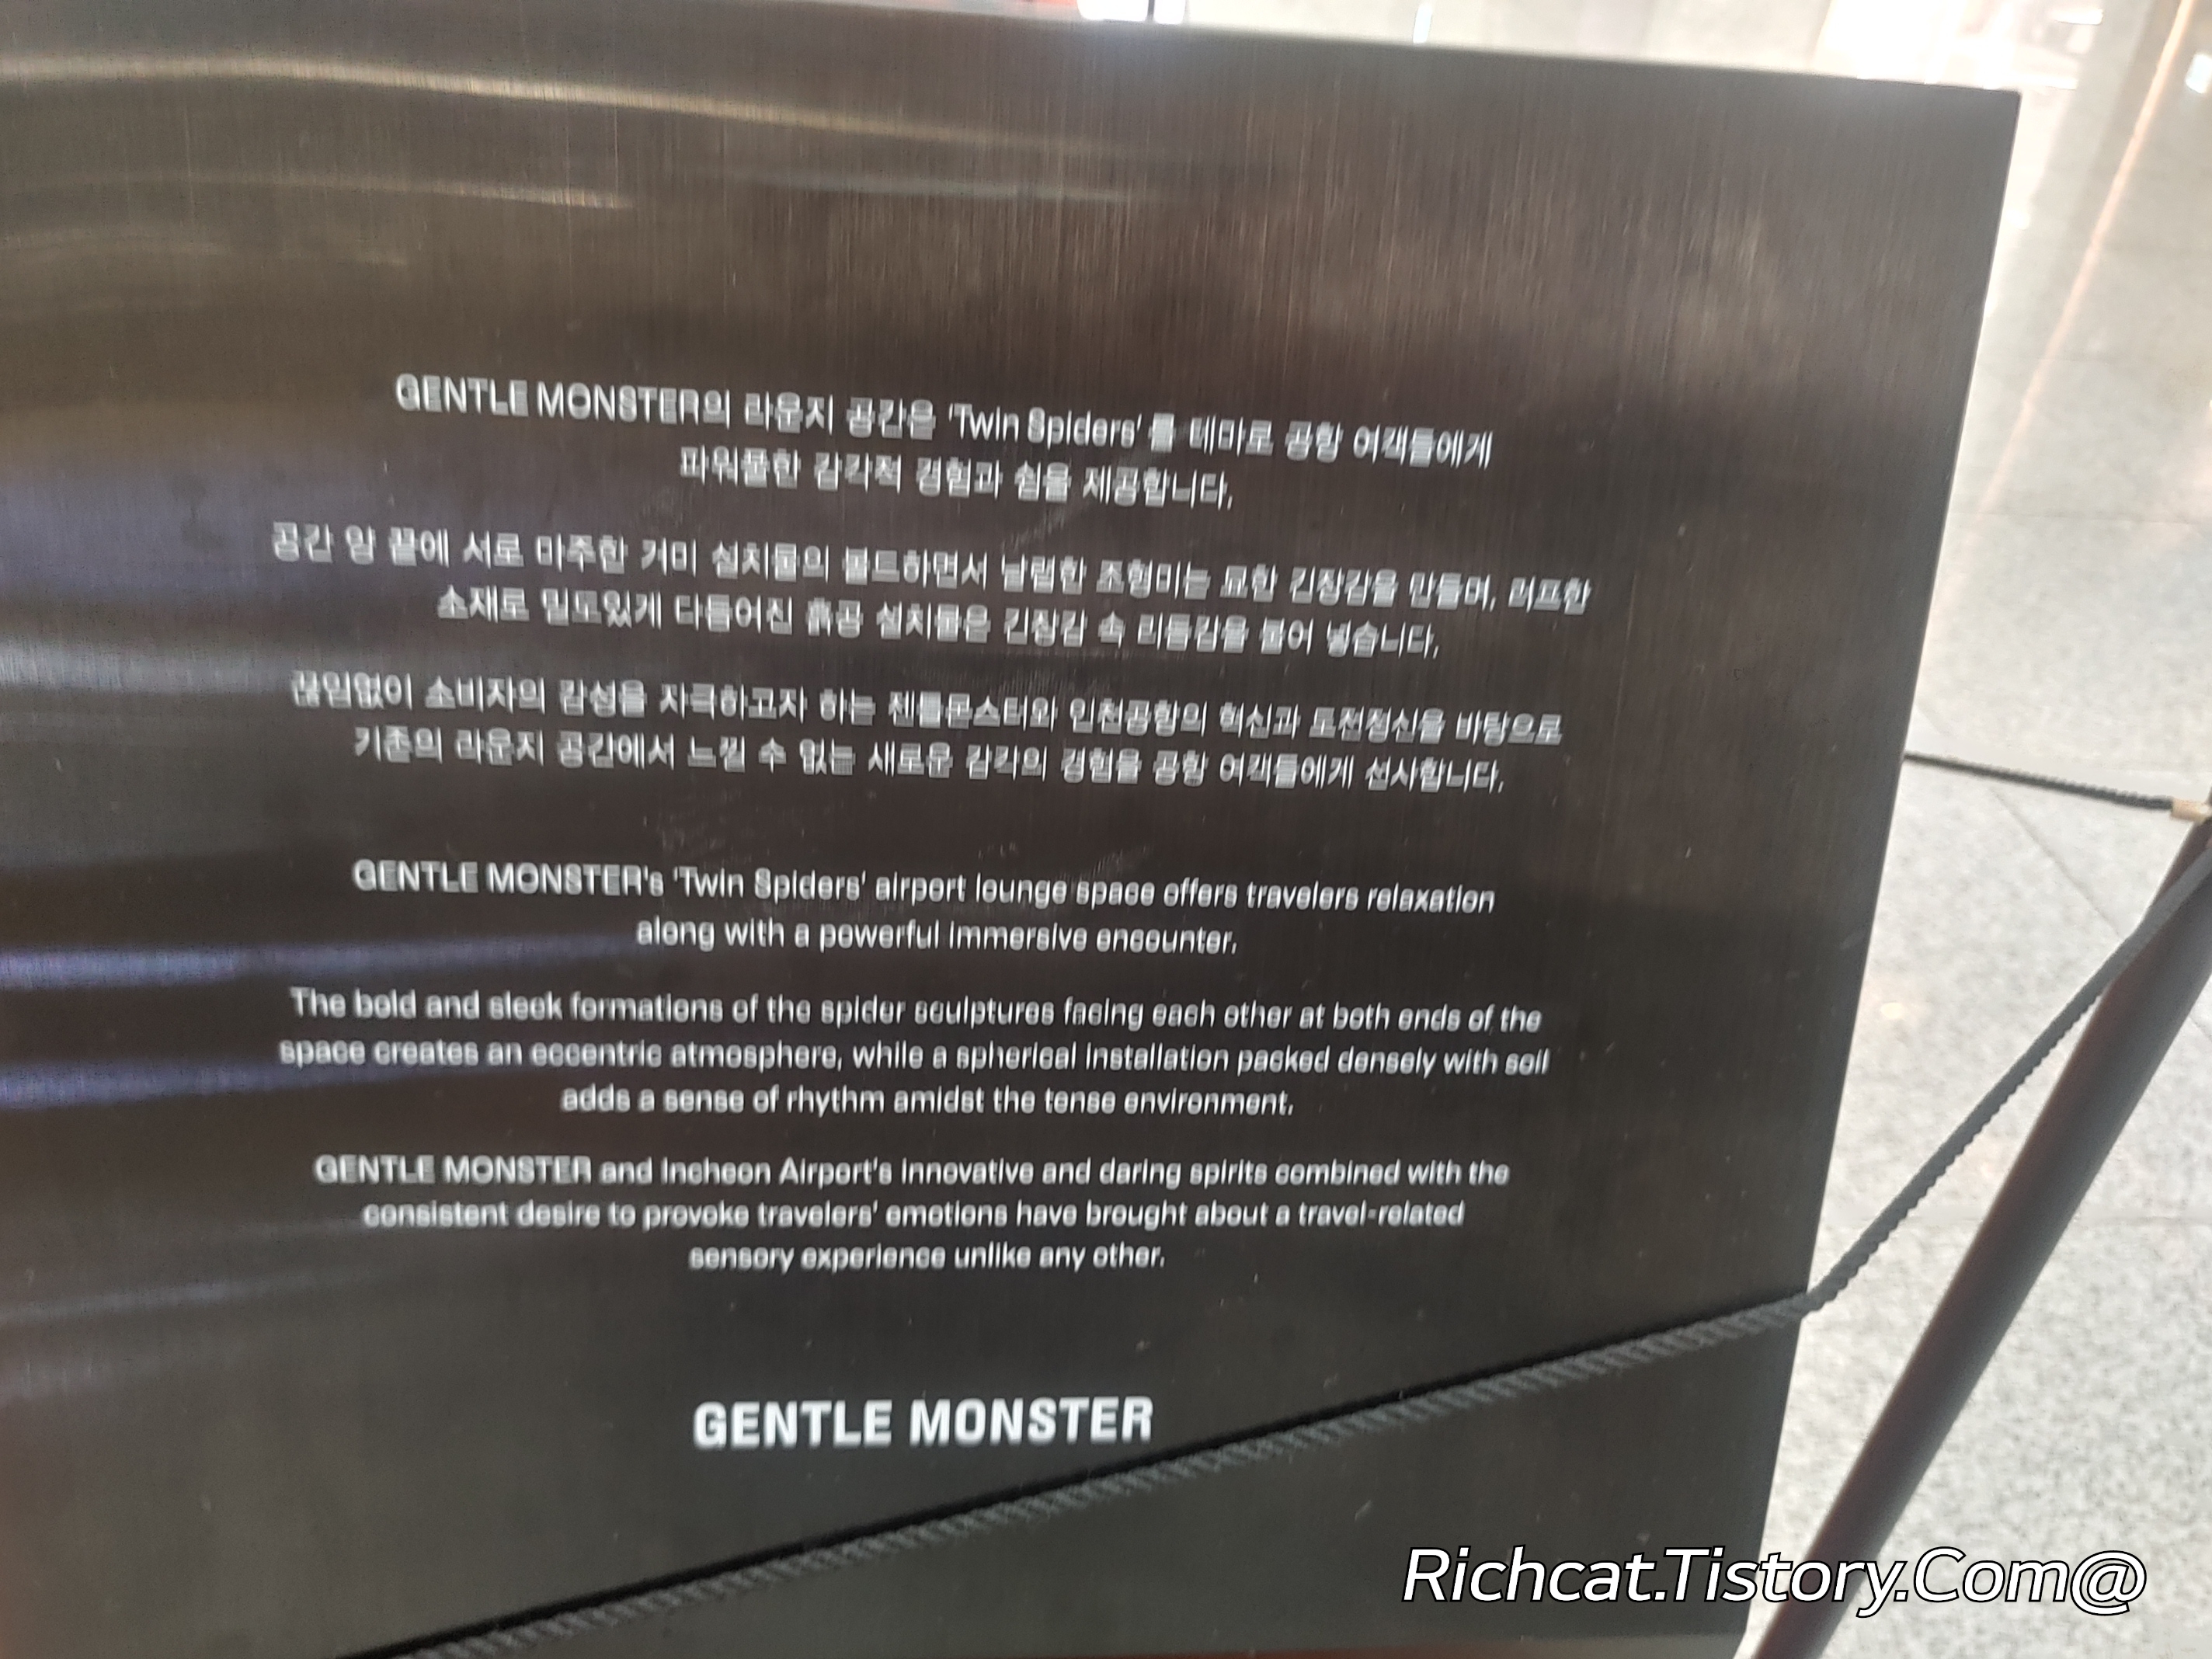 GENTLE MONSTER의 라운지 공간은 'Twin Spiders' 를 테마로 공항 여객들에게
파워풀한 감각적 경험과 쉼을 제공합니다.
공간 양 끝에 서로 마주한 거미 설치물의 볼드하면서 날렵한 조형미는 묘한 긴장감을 만들며, 러프한
소재로 밀도있게 다듬어진 흙공 설치물은 긴장감 속 리듬감을 불어 넣습니다.
끊임없이 소비자의 감성을 자극하고자 하는 젠틀몬스터와 인천공항의 혁신과 도전정신을 바탕으로
기존의 라운지 공간에서 느낄 수 없는 새로운 감각의 경험을 공항 여객들에게 선사합니다.
GENTLE MONSTER's 'Twin Spiders' airport lounge space offers travelers relaxation
along with a powerful immersive encounter.
The bold and sleek formations of the spider sculptures facing each other at both ends of the
space creates an eccentric atmosphere, while a spherical installation packed densely with soil
adds a sense of rhythm amidst the tense environment.
GENTLE MONSTER and Incheon Airport's innovative and daring spirits combined with the
consistent desire to provoke travelers' emotions have brought about a travel-related
sensory experience unlike any other.
GENTLE MONSTER
Richcat.Tistory.Com@